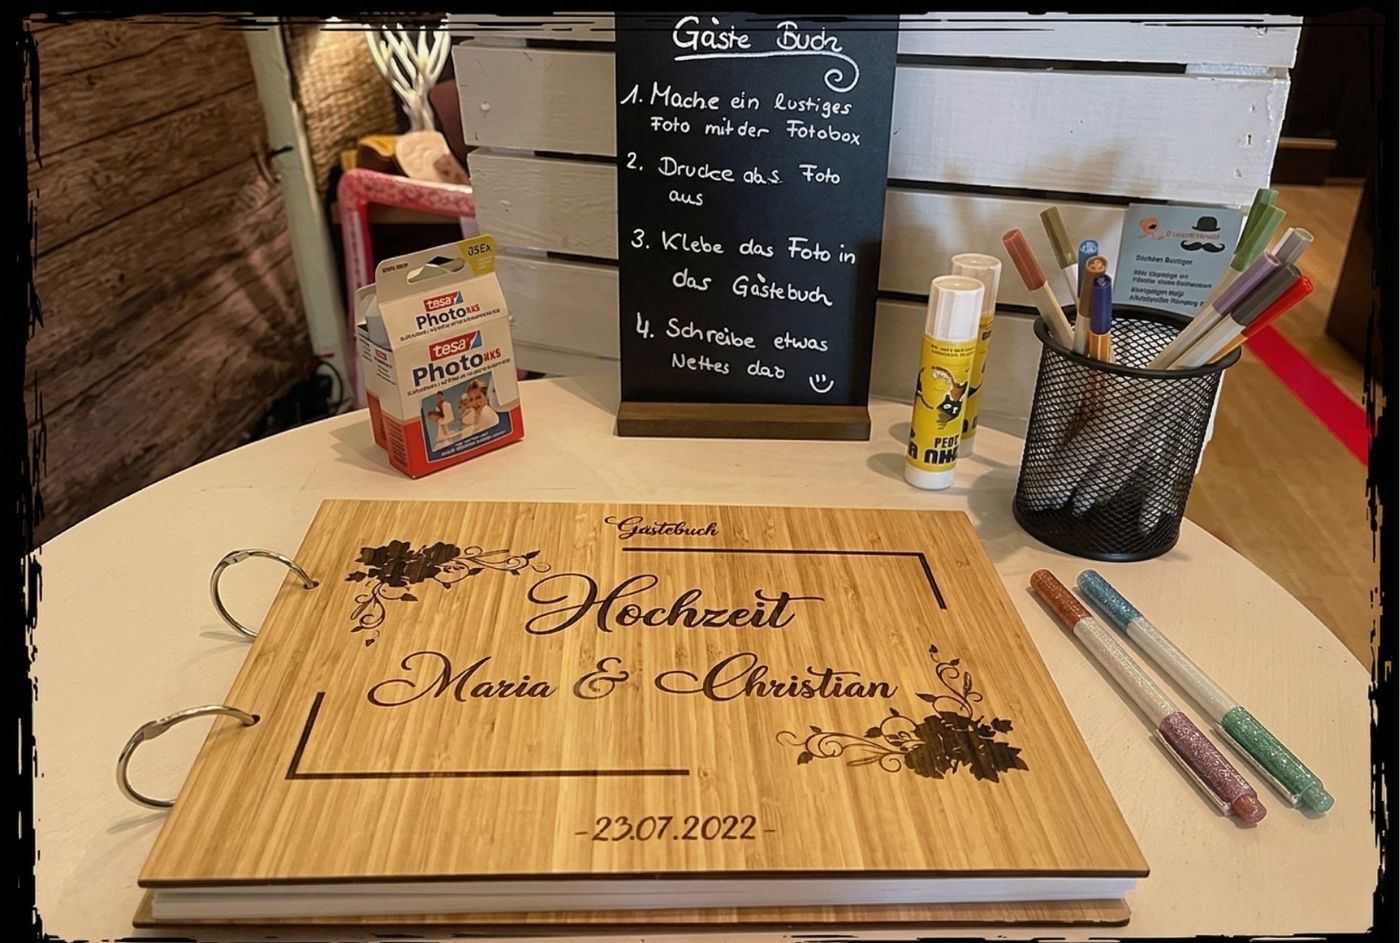 Gäste Buch
1. Mache ein lustiges
Foto mit der Fotobox
2. Drucke das Foto
aus
3. Klebe das Foto in
das Gästebuch
4. Schreibe etwas
Nettes dazu
tesa
Photo
tesa
Photo
Gästebuch
Hochzeit
Maria & Christian
-23.07.2022-